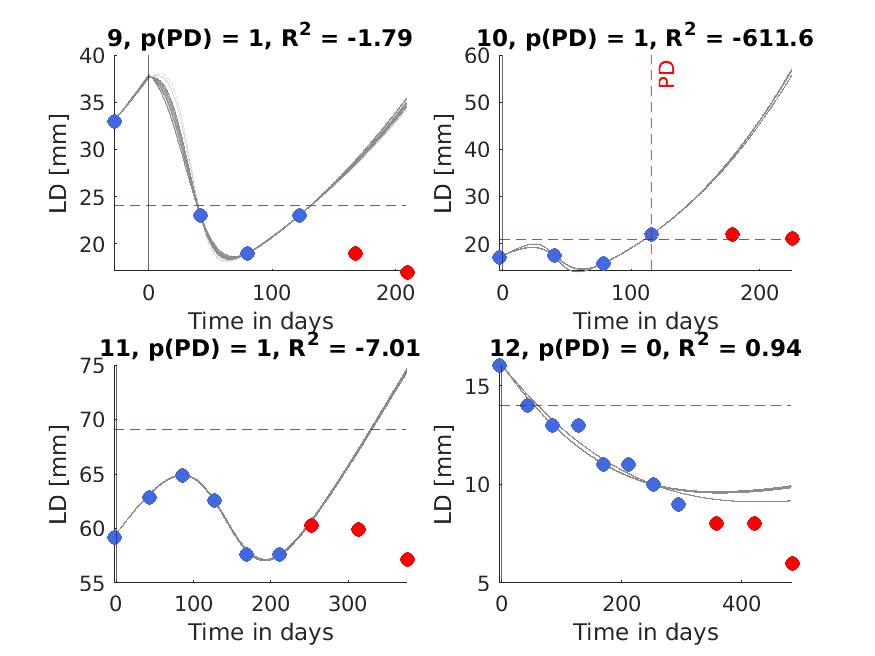 9, p(PD) = 1, R² = -1.79
40
35
30
25
20
LD [mm]
0
100
200
Time in days
10, p(PD) = 1, R² = -611.6
60
50
40
30
20
LD [mm]
PD
0
100
200
Time in days
11, p(PD) = 1, R² = -7.01
75
70
65
60
55
LD [mm]
0
100
200
300
Time in days
12, p(PD) = 0, R² = 0.94
15
10
5
LD [mm]
0
200
400
Time in days